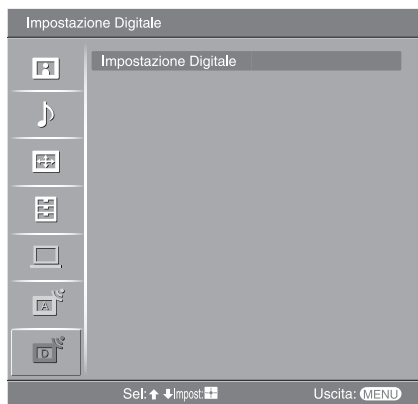 Impostazione Digitale
Impostazione Digitale
A
D
Sel: Impost: Uscita: MENU